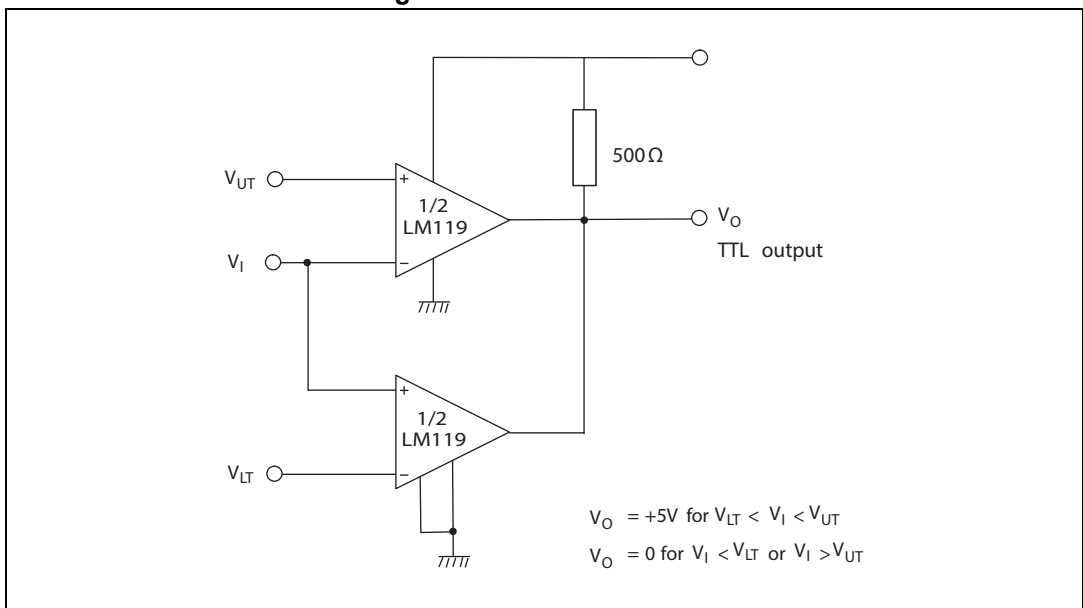 500 Ω
V_UT
+
1/2
LM119
V_O
TTL output
V_I
−
+
1/2
LM119
V_LT
−
V_O = +5V for V_LT < V_I < V_UT
V_O = 0 for V_I < V_LT or V_I > V_UT